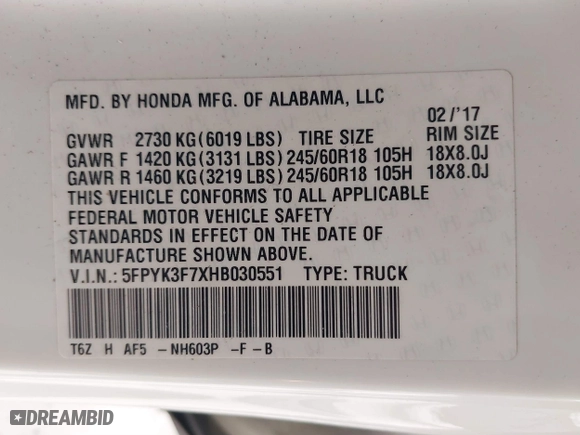 MFD. BY HONDA MFG. OF ALABAMA, LLC
02/'17
GVWR 2730 KG(6019 LBS) TIRE SIZE RIM SIZE
GAWR F 1420 KG(3131 LBS) 245/60R18 105H 18X8.0J
GAWR R 1460 KG(3219 LBS) 245/60R18 105H 18X8.0J
THIS VEHICLE CONFORMS TO ALL APPLICABLE
FEDERAL MOTOR VEHICLE SAFETY
STANDARDS IN EFFECT ON THE DATE OF
MANUFACTURE SHOWN ABOVE.
V.I.N.: 5FPYK3F7XHB030551 TYPE: TRUCK
T6Z H AF5 -NH603P -F -B
DREAMBID